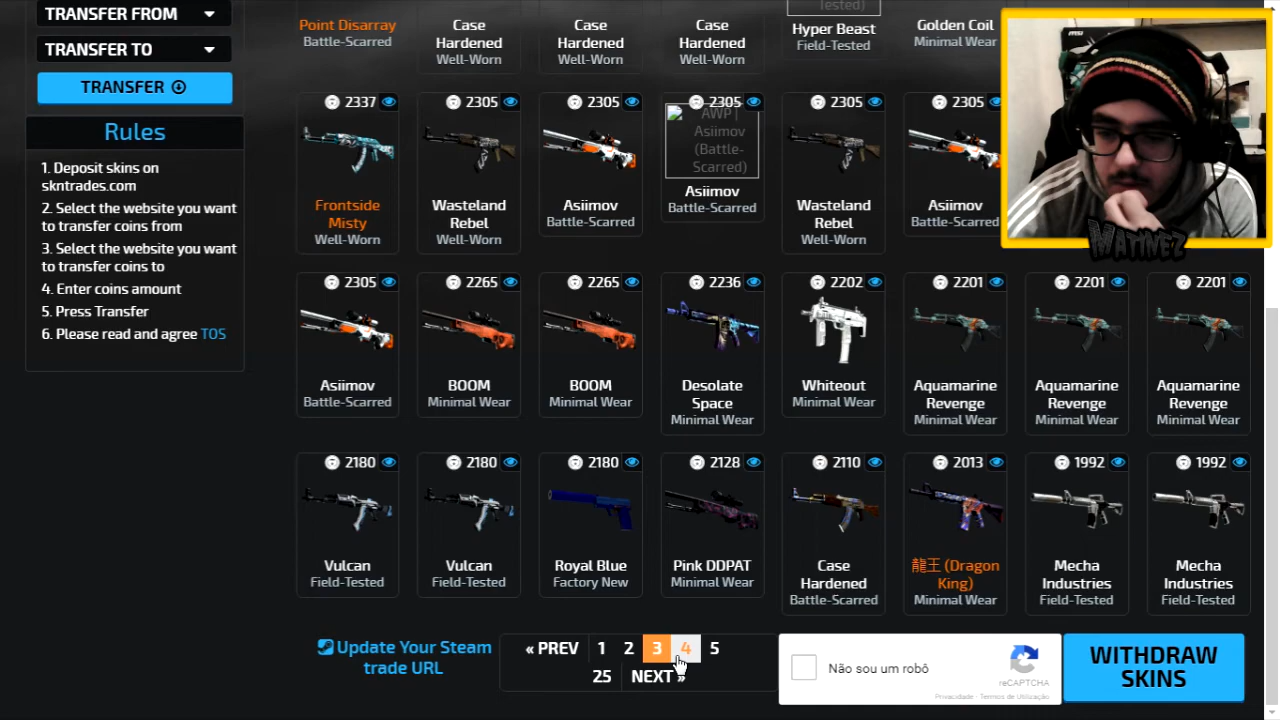 TRANSFER FROM
TRANSFER TO
TRANSFER
Rules
1. Deposit skins on
skntrades.com
2. Select the website you want
to transfer coins from
3. Select the website you want
to transfer coins to
4. Enter coins amount
5. Press Transfer
6. Please read and agree TOS
Point Disarray
Battle-Scarred
Case
Hardened
Well-Worn
Case
Hardened
Well-Worn
Case
Hardened
Well-Worn
Tested)
Hyper Beast
Field-Tested
Golden Coil
Minimal Wear
2337
Frontside
Misty
Well-Worn
2305
Wasteland
Rebel
Well-Worn
2305
Asiimov
Battle-Scarred
2305
AWP |
Asiimov
(Battle-
Scarred)
Asiimov
Battle-Scarred
2305
Wasteland
Rebel
Well-Worn
2305
Asiimov
Battle-Scarred
MATIVEZ
2305
Asiimov
Battle-Scarred
2265
BOOM
Minimal Wear
2265
BOOM
Minimal Wear
2236
Desolate
Space
Minimal Wear
2202
Whiteout
Minimal Wear
2201
Aquamarine
Revenge
Minimal Wear
2201
Aquamarine
Revenge
Minimal Wear
2201
Aquamarine
Revenge
Minimal Wear
2180
Vulcan
Field-Tested
2180
Vulcan
Field-Tested
2180
Royal Blue
Factory New
2128
Pink DDPAT
Minimal Wear
2110
Case
Hardened
Battle-Scarred
2013
龍王 (Dragon
King)
Minimal Wear
1992
Mecha
Industries
Field-Tested
1992
Mecha
Industries
Field-Tested
Update Your Steam
trade URL
« PREV 1 2 3 4 5
25 NEXT »
Não sou um robô
reCAPTCHA
Privacidade - Termos de Utilização
WITHDRAW
SKINS